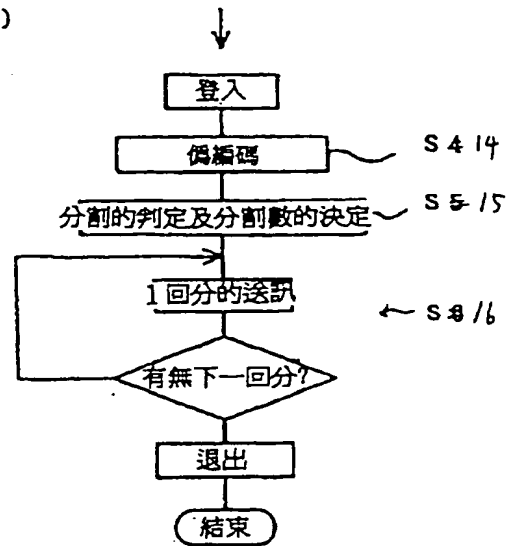 )
登入
偽編碼 S 4 14
分割的判定及分割數的決定 S 5 15
1回分的送訊 S 8 16
有無下一回分?
退出
結束